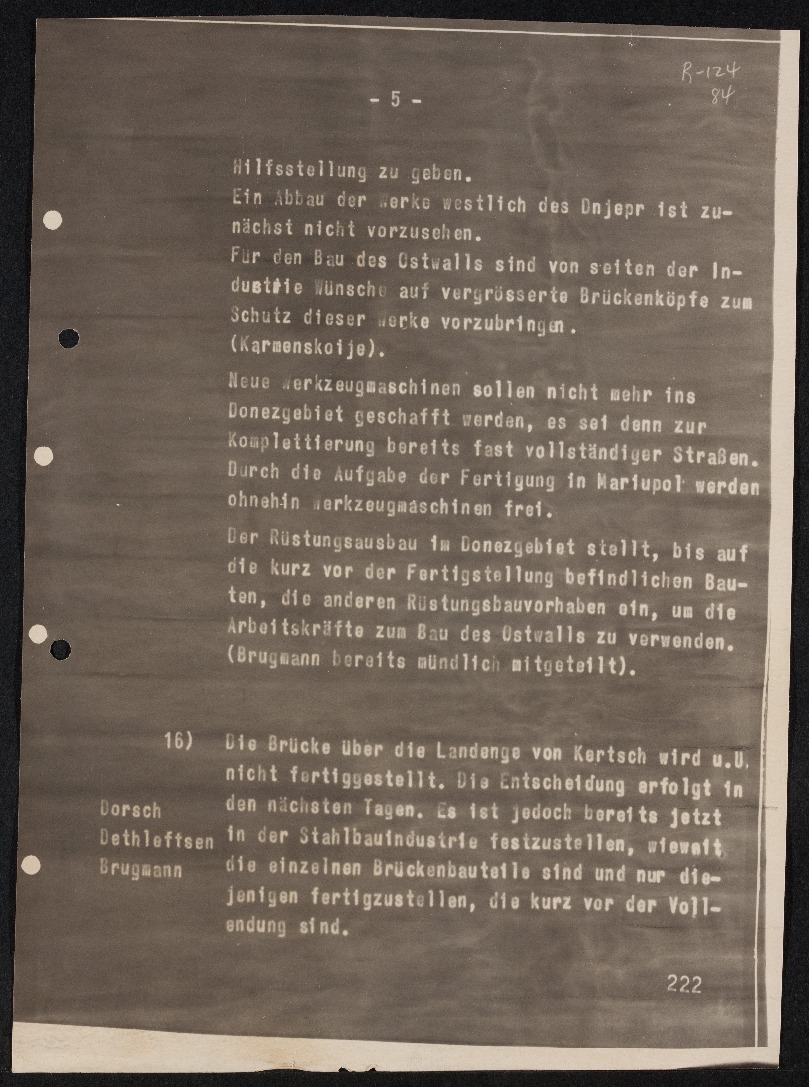 R-124
84
- 5 -
Hilfsstellung zu geben.
Ein Abbau der Werke westlich des Dnjepr ist zu-
nächst nicht vorzusehen.
Für den Bau des Ostwalls sind von seiten der In-
dustrie Wünsche auf vergrösserte Brückenköpfe zum
Schutz dieser Werke vorzubringen.
(Karmenskoije).
Neue Werkzeugmaschinen sollen nicht mehr ins
Donezgebiet geschafft werden, es sei denn zur
Komplettierung bereits fast vollständiger Straßen.
Durch die Aufgabe der Fertigung in Mariupol werden
ohnehin Werkzeugmaschinen frei.
Der Rüstungsausbau im Donezgebiet stellt, bis auf
die kurz vor der Fertigstellung befindlichen Bau-
ten, die anderen Rüstungsbauvorhaben ein, um die
Arbeitskräfte zum Bau des Ostwalls zu verwenden.
(Brugmann bereits mündlich mitgeteilt).
16) Die Brücke über die Landenge von Kertsch wird u.U.
nicht fertiggestellt. Die Entscheidung erfolgt in
Dorsch den nächsten Tagen. Es ist jedoch bereits jetzt
Dethleftsen in der Stahlbauindustrie festzustellen, wieweit
Brugmann die einzelnen Brückenbauteile sind und nur die-
jenigen fertigzustellen, die kurz vor der Voll-
endung sind.
222